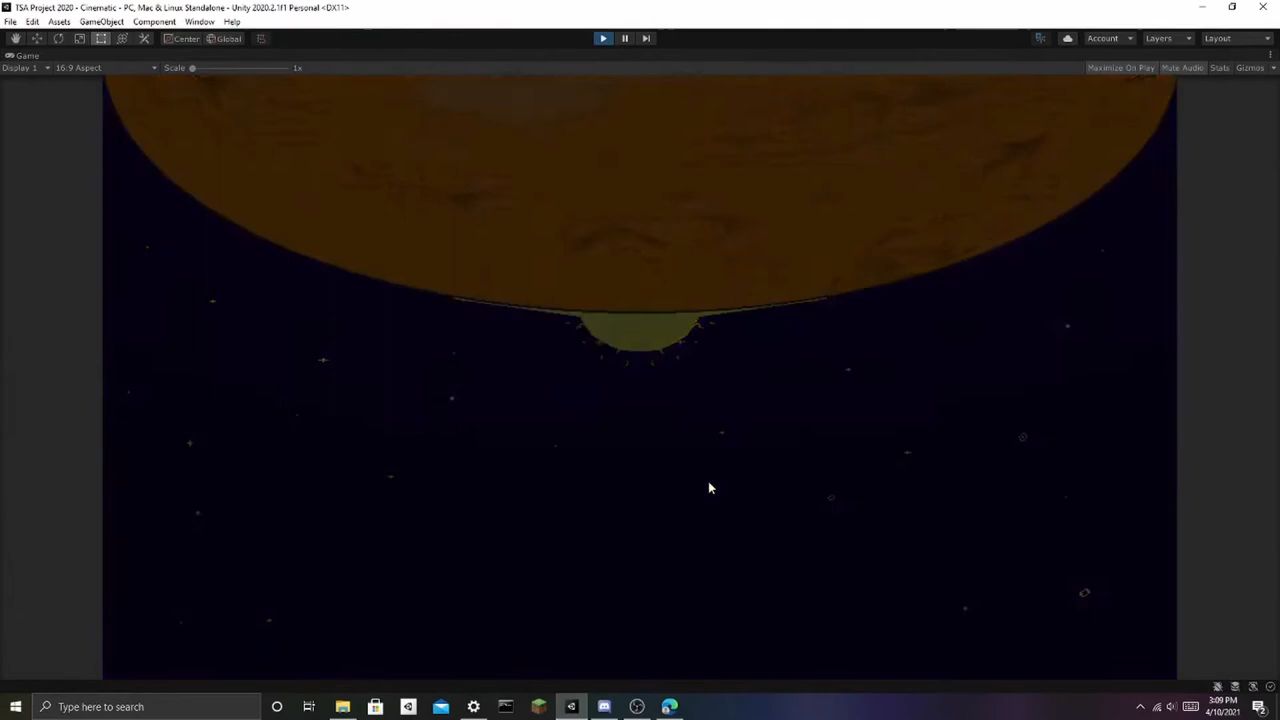 TSA Project 2020 - Cinematic - PC, Mac & Linux Standalone - Unity 2020.2.1f1 Personal <DX11>
File Edit Assets GameObject Component Window Help
Center Global Account Layers Layout
Game
Display 1 16:9 Aspect Scale 1x Maximize On Play Mute Audio Stats Gizmos
Type here to search
3:09 PM
4/10/2021
2